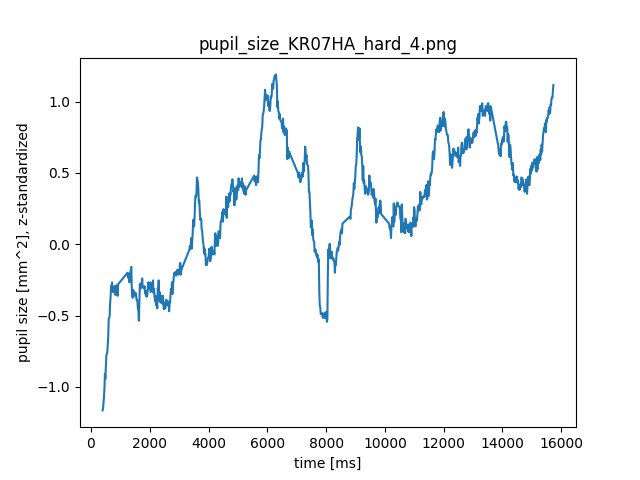 pupil_size_KR07HA_hard_4.png
pupil size [mm^2], z-standardized
1.0
0.5
0.0
−0.5
−1.0
0 2000 4000 6000 8000 10000 12000 14000 16000
time [ms]